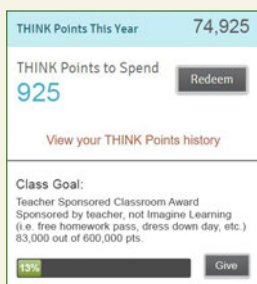 THINK Points This Year 74,925
THINK Points to Spend
925
Redeem
View your THINK Points history
Class Goal:
Teacher Sponsored Classroom Award
Sponsored by teacher, not Imagine Learning
(i.e. free homework pass, dress down day, etc.)
83,000 out of 600,000 pts.
13% Give